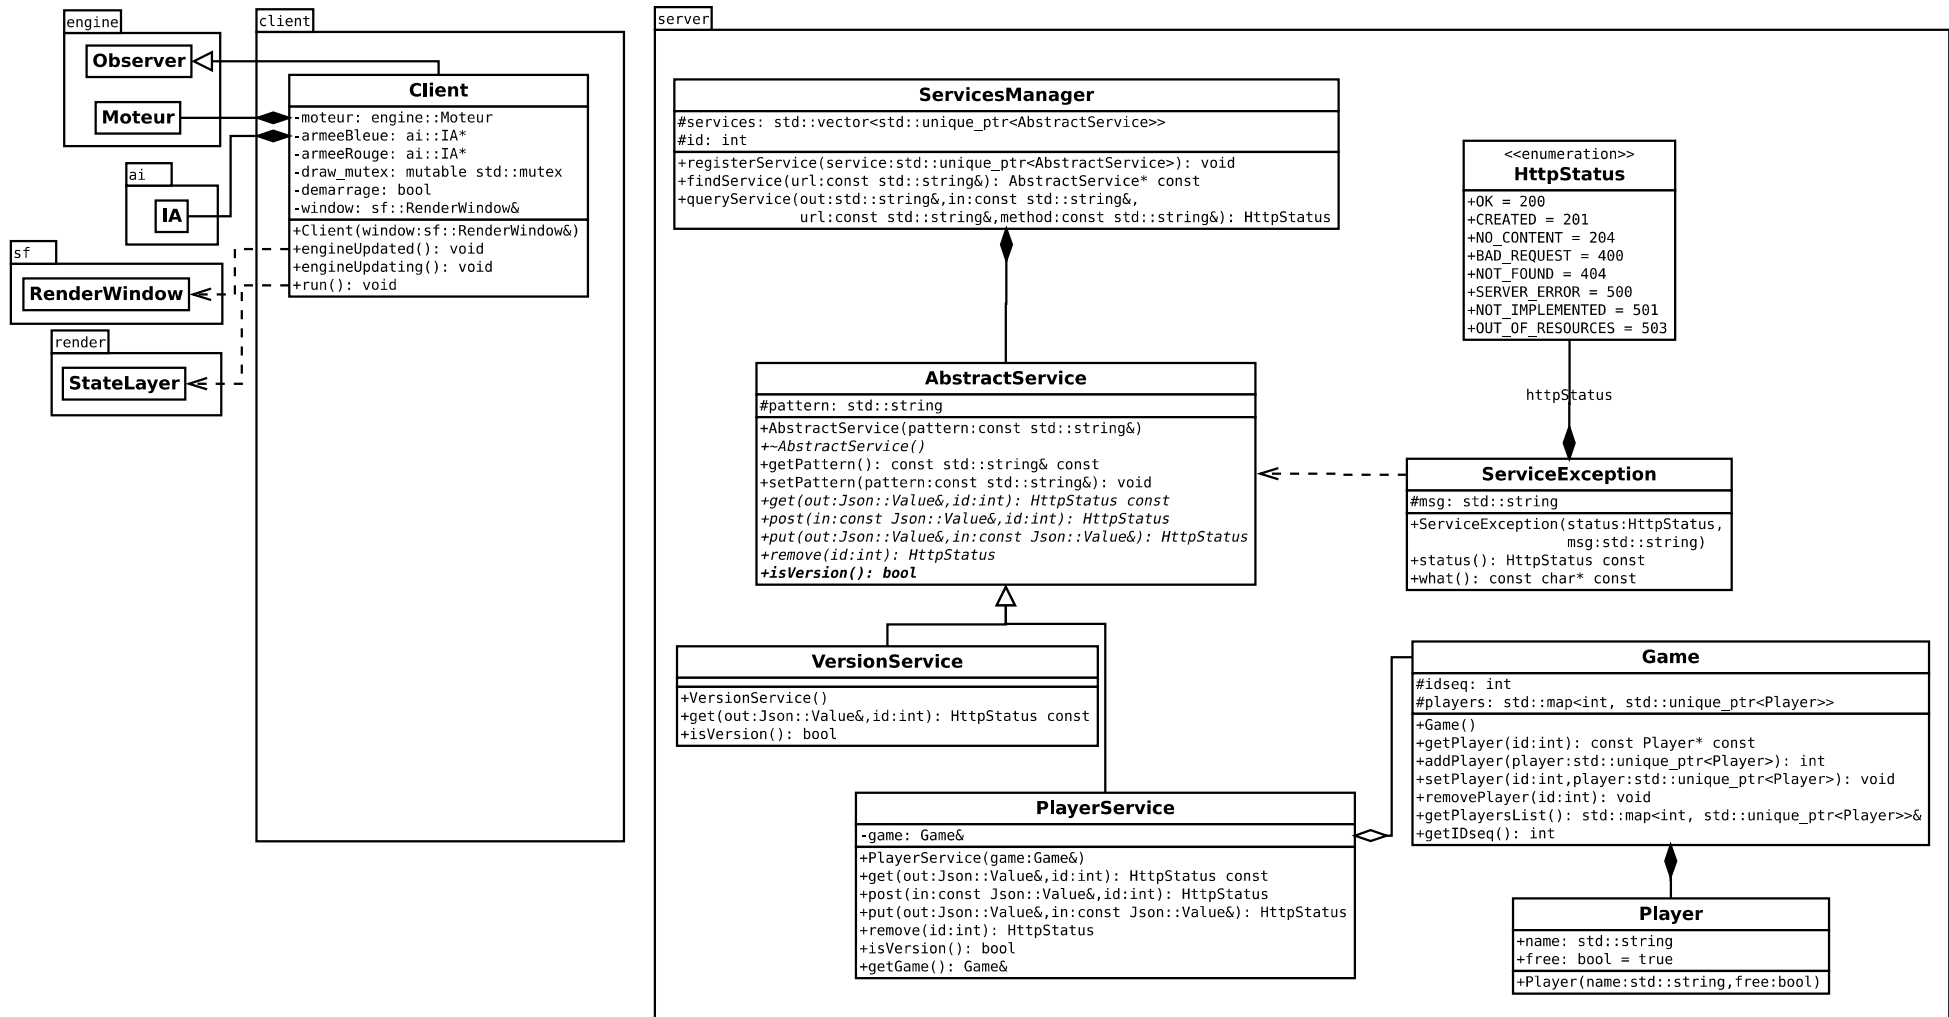 engine
Observer
Moteur
ai
IA
sf
RenderWindow
render
StateLayer
client
Client
-moteur: engine::Moteur
-armeeBleue: ai::IA*
-armeeRouge: ai::IA*
-draw_mutex: mutable std::mutex
-demarrage: bool
-window: sf::RenderWindow&
+Client(window:sf::RenderWindow&)
+engineUpdated(): void
+engineUpdating(): void
+run(): void
server
ServicesManager
#services: std::vector<std::unique_ptr<AbstractService>>
#id: int
+registerService(service:std::unique_ptr<AbstractService>): void
+findService(url:const std::string&): AbstractService* const
+queryService(out:std::string&,in:const std::string&,
url:const std::string&,method:const std::string&): HttpStatus
<<enumeration>>
HttpStatus
+OK = 200
+CREATED = 201
+NO_CONTENT = 204
+BAD_REQUEST = 400
+NOT_FOUND = 404
+SERVER_ERROR = 500
+NOT_IMPLEMENTED = 501
+OUT_OF_RESOURCES = 503
httpStatus
AbstractService
#pattern: std::string
+AbstractService(pattern:const std::string&)
+~AbstractService()
+getPattern(): const std::string& const
+setPattern(pattern:const std::string&): void
+get(out:Json::Value&,id:int): HttpStatus const
+post(in:const Json::Value&,id:int): HttpStatus
+put(out:Json::Value&,in:const Json::Value&): HttpStatus
+remove(id:int): HttpStatus
+isVersion(): bool
ServiceException
#msg: std::string
+ServiceException(status:HttpStatus,
msg:std::string)
+status(): HttpStatus const
+what(): const char* const
VersionService
+VersionService()
+get(out:Json::Value&,id:int): HttpStatus const
+isVersion(): bool
Game
#idseq: int
#players: std::map<int, std::unique_ptr<Player>>
+Game()
+getPlayer(id:int): const Player* const
+addPlayer(player:std::unique_ptr<Player>): int
+setPlayer(id:int,player:std::unique_ptr<Player>): void
+removePlayer(id:int): void
+getPlayersList(): std::map<int, std::unique_ptr<Player>>&
+getIDseq(): int
PlayerService
-game: Game&
+PlayerService(game:Game&)
+get(out:Json::Value&,id:int): HttpStatus const
+post(in:const Json::Value&,id:int): HttpStatus
+put(out:Json::Value&,in:const Json::Value&): HttpStatus
+remove(id:int): HttpStatus
+isVersion(): bool
+getGame(): Game&
Player
+name: std::string
+free: bool = true
+Player(name:std::string,free:bool)